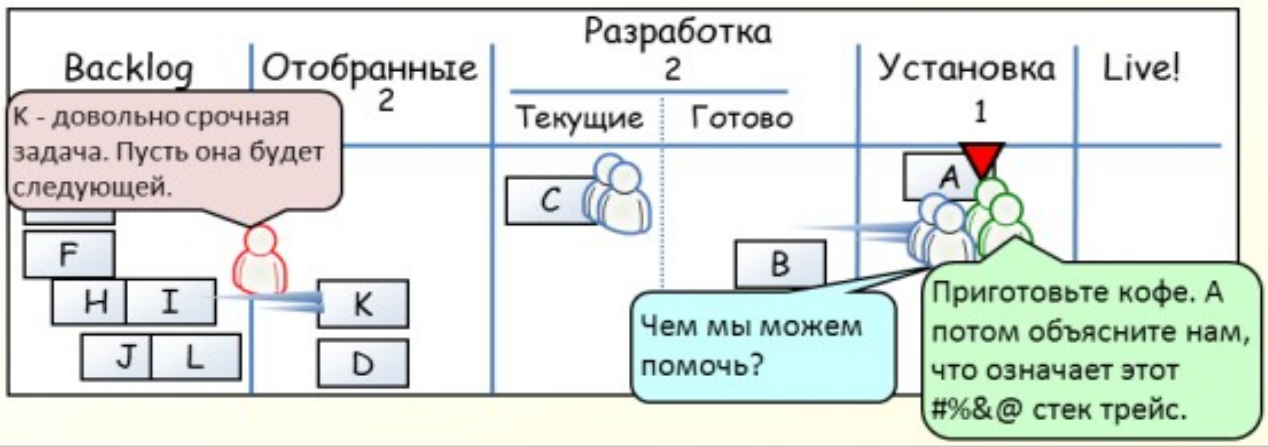 Backlog
Отобранные
2
Разработка
2
Текущие
Готово
Установка
1
Live!
К - довольно срочная
задача. Пусть она будет
следующей.
F
H
I
J
L
K
D
C
B
A
Чем мы можем
помочь?
Приготовьте кофе. А
потом объясните нам,
что означает этот
#%&@ стек трейс.